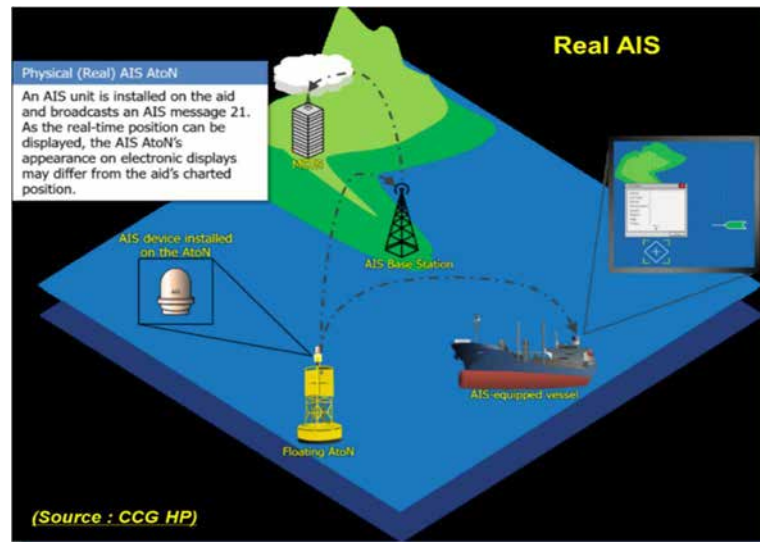 Real AIS
Physical (Real) AIS AtoN
An AIS unit is installed on the aid
and broadcasts an AIS message 21.
As the real-time position can be
displayed, the AIS AtoN's
appearance on electronic displays
may differ from the aid's charted
position.
AIS device installed
on the AtoN
AIS Base Station
AIS equipped vessel
Floating AtoN
(Source : CCG HP)